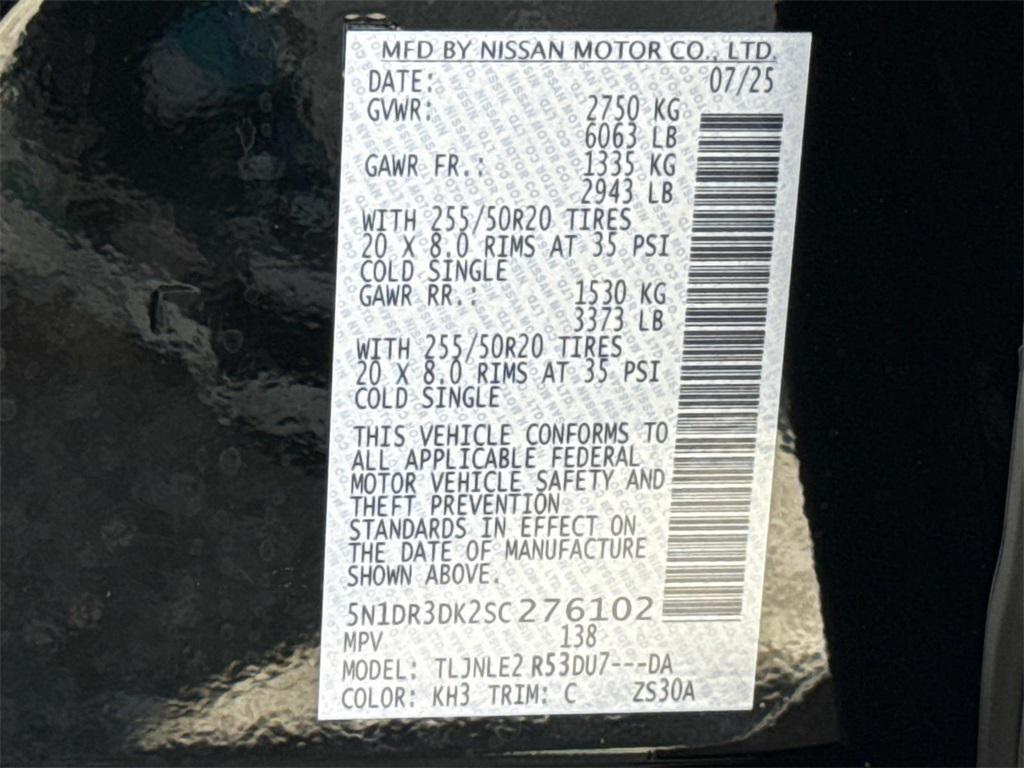 MFD BY NISSAN MOTOR CO., LTD.
DATE: 07/25
GVWR: 2750 KG
6063 LB
GAWR FR.: 1335 KG
2943 LB
WITH 255/50R20 TIRES
20 X 8.0 RIMS AT 35 PSI
COLD SINGLE
GAWR RR.: 1530 KG
3373 LB
WITH 255/50R20 TIRES
20 X 8.0 RIMS AT 35 PSI
COLD SINGLE
THIS VEHICLE CONFORMS TO
ALL APPLICABLE FEDERAL
MOTOR VEHICLE SAFETY AND
THEFT PREVENTION
STANDARDS IN EFFECT ON
THE DATE OF MANUFACTURE
SHOWN ABOVE.
5N1DR3DK2SC276102
MPV 138
MODEL: TLJNLE2 R53DU7---DA
COLOR: KH3 TRIM: C ZS30A